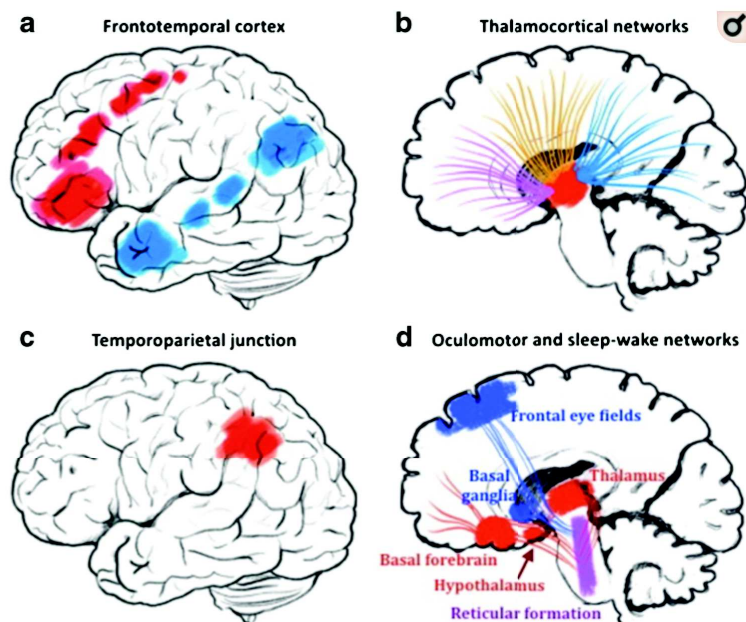 a Frontotemporal cortex
b Thalamocortical networks
c Temporoparietal junction
d Oculomotor and sleep-wake networks
Frontal eye fields
Basal
ganglia
Thalamus
Basal forebrain
Hypothalamus
Reticular formation